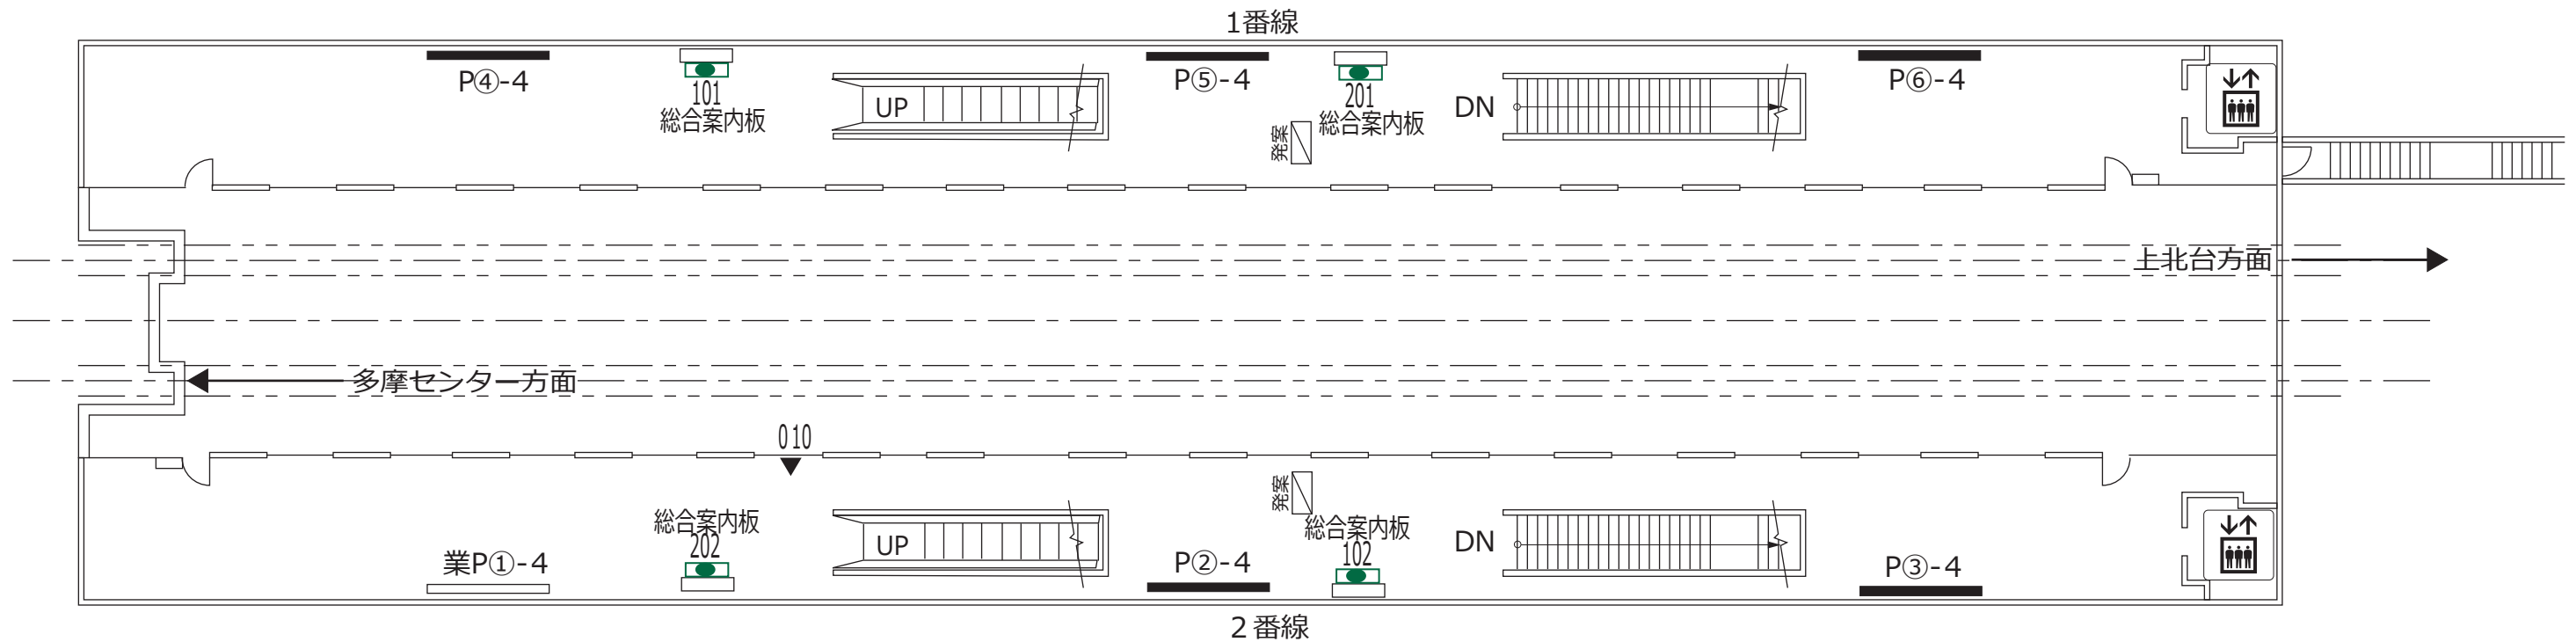 1番線
P④-4
101
総合案内板
UP
P⑤-4
発案
201
総合案内板
DN
P⑥-4
上北台方面
多摩センター方面
010
総合案内板
202
業P①-4
UP
P②-4
発案
総合案内板
102
DN
P③-4
2番線